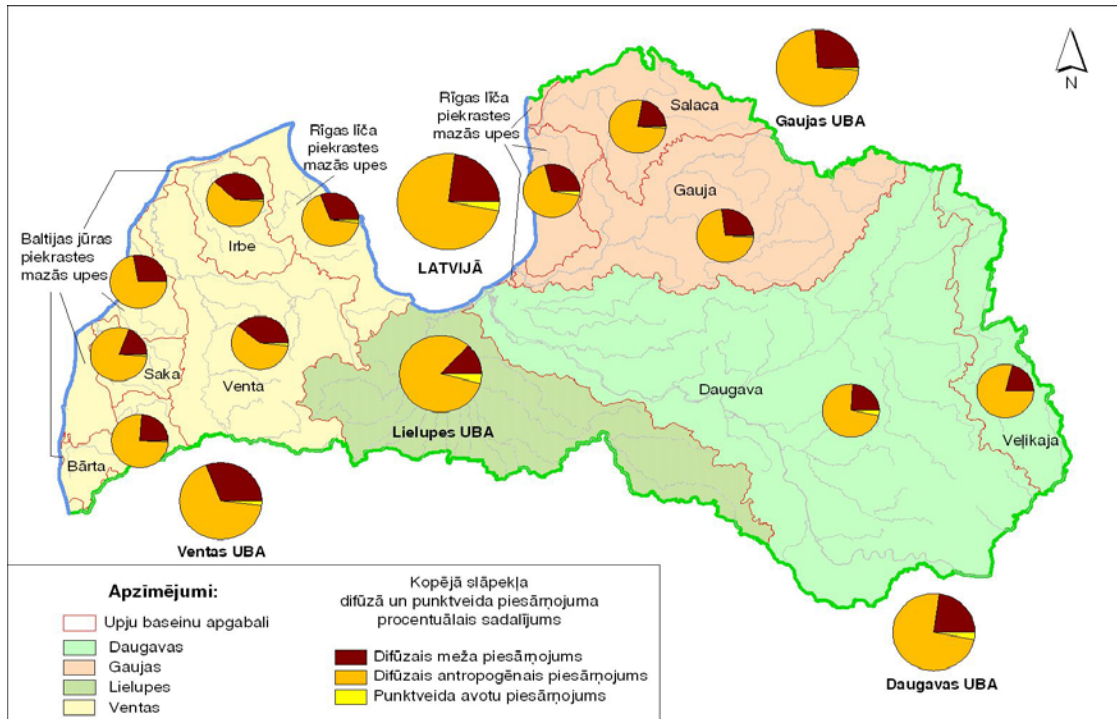 Rīgas līča
piekrastes
mazās upes
Salaca
Gaujas UBA
N
Rīgas līča
piekrastes
mazās upes
Gauja
Baltijas jūras
piekrastes
mazās upes
Irbe
LATVIJĀ
Saka
Venta
Daugava
Lielupes UBA
Veļikaja
Bārta
Ventas UBA
Daugavas UBA
Apzīmējumi:
Upju baseinu apgabali
Daugavas
Gaujas
Lielupes
Ventas
Kopējā slāpekļa
difūzā un punktveida piesārņojuma
procentuālais sadalījums
Difūzais meža piesārņojums
Difūzais antropogēnais piesārņojums
Punktveida avotu piesārņojums